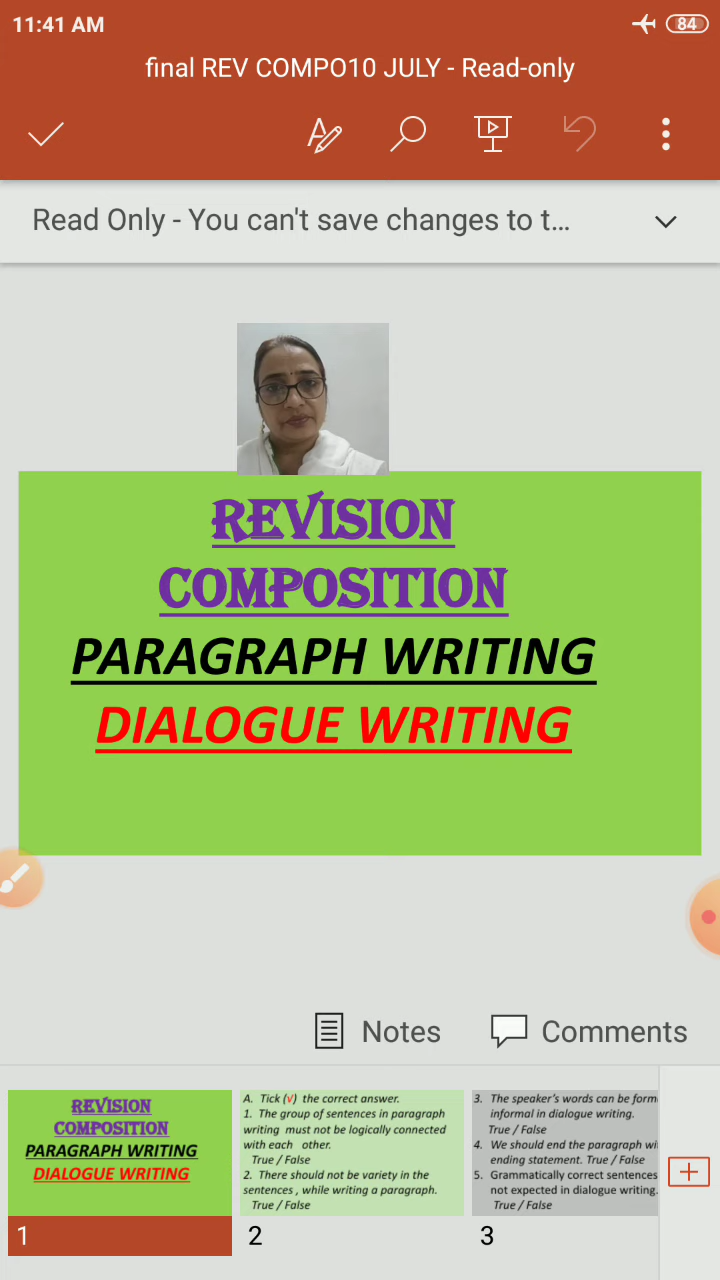 11:41 AM
84
final REV COMPO10 JULY - Read-only
Read Only - You can't save changes to t...
REVISION
COMPOSITION
PARAGRAPH WRITING
DIALOGUE WRITING
Notes
Comments
REVISION
COMPOSITION
PARAGRAPH WRITING
DIALOGUE WRITING
1
A. Tick (√) the correct answer.
1. The group of sentences in paragraph
writing must not be logically connected
with each other.
True / False
2. There should not be variety in the
sentences , while writing a paragraph.
True / False
2
3. The speaker's words can be form
informal in dialogue writing.
True / False
4. We should end the paragraph wi
ending statement. True / False
5. Grammatically correct sentences
not expected in dialogue writing.
True / False
3